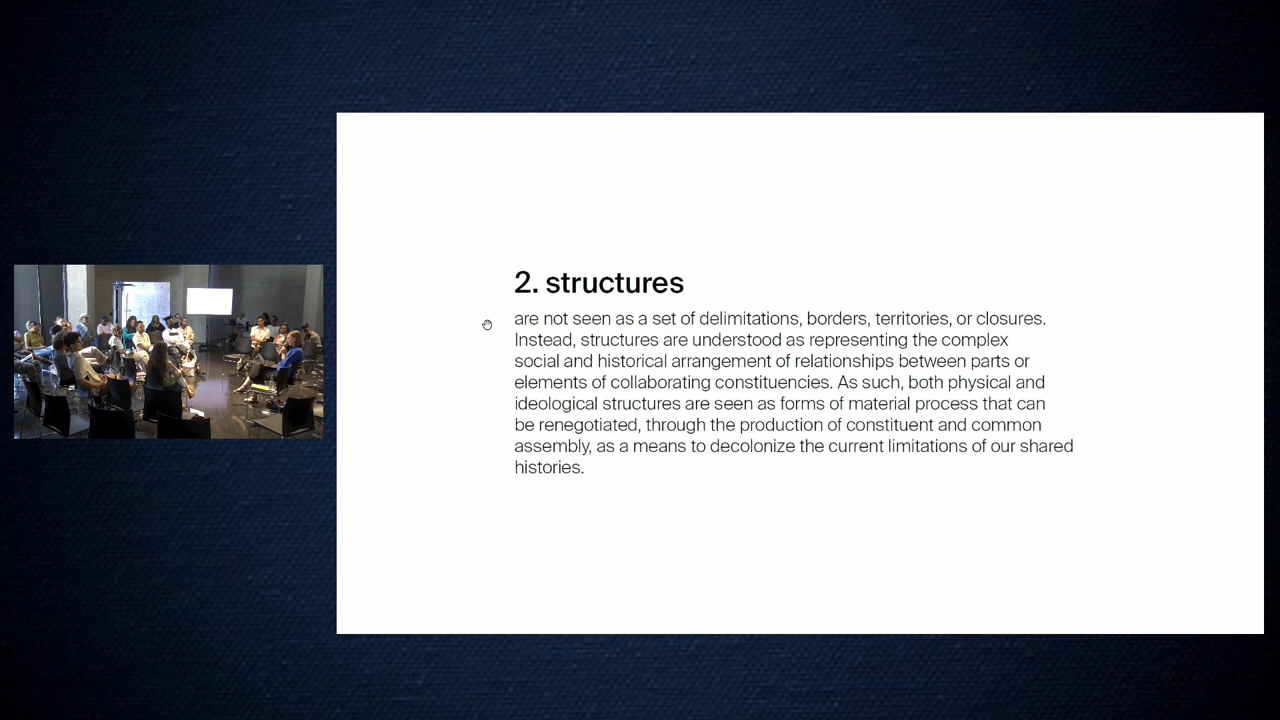 2. structures
are not seen as a set of delimitations, borders, territories, or closures.
Instead, structures are understood as representing the complex
social and historical arrangement of relationships between parts or
elements of collaborating constituencies. As such, both physical and
ideological structures are seen as forms of material process that can
be renegotiated, through the production of constituent and common
assembly, as a means to decolonize the current limitations of our shared
histories.